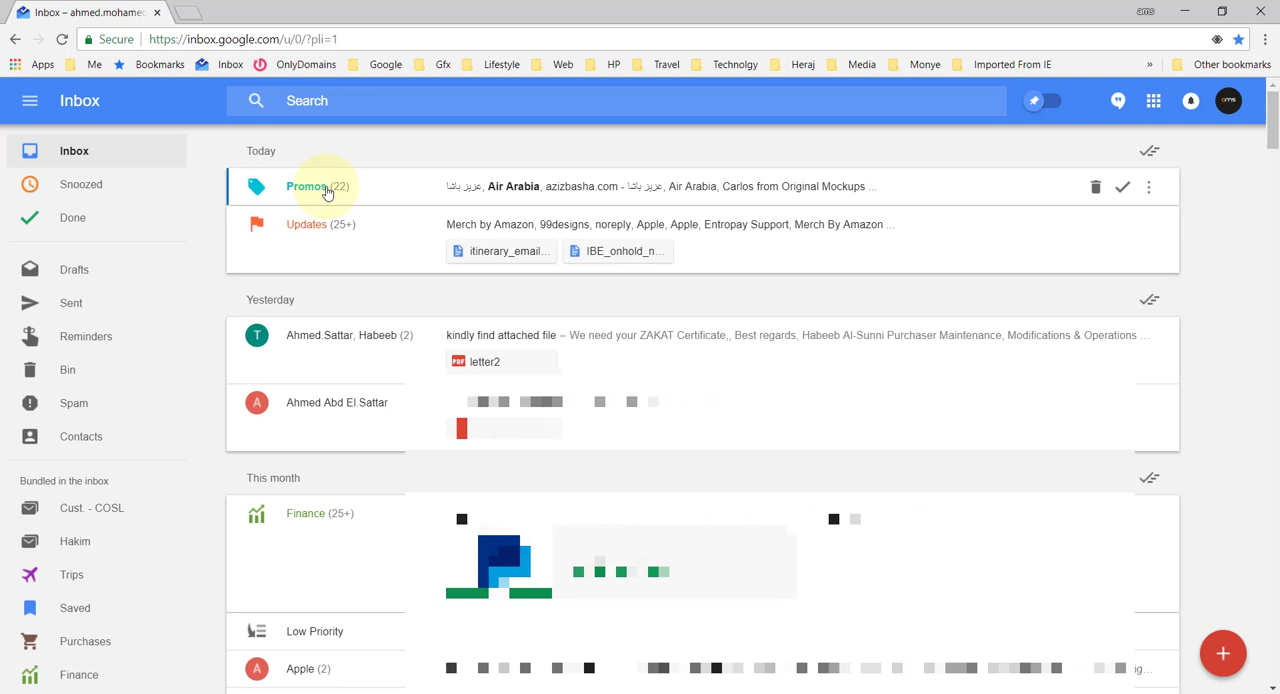 Inbox – ahmed.mohamed
ams
Secure https://inbox.google.com/u/0/?pli=1
Apps Me Bookmarks Inbox OnlyDomains Google Gfx Lifestyle Web HP Travel Technolgy Heraj Media Monye Imported From IE » Other bookmarks
Inbox Search ams
Inbox
Snoozed
Done
Drafts
Sent
Reminders
Bin
Spam
Contacts
Bundled in the inbox
Cust. - COSL
Hakim
Trips
Saved
Purchases
Finance
Today
Promos (22) عزيز باشا, Air Arabia, azizbasha.com - عزيز باشا, Air Arabia, Carlos from Original Mockups ...
Updates (25+) Merch by Amazon, 99designs, noreply, Apple, Apple, Entropay Support, Merch By Amazon ...
itinerary_email... IBE_onhold_n...
Yesterday
T Ahmed.Sattar, Habeeb (2) kindly find attached file – We need your ZAKAT Certificate,, Best regards, Habeeb Al-Sunni Purchaser Maintenance, Modifications & Operations ...
PDF letter2
A Ahmed Abd El.Sattar
This month
Finance (25+)
Low Priority
A Apple (2) ig...